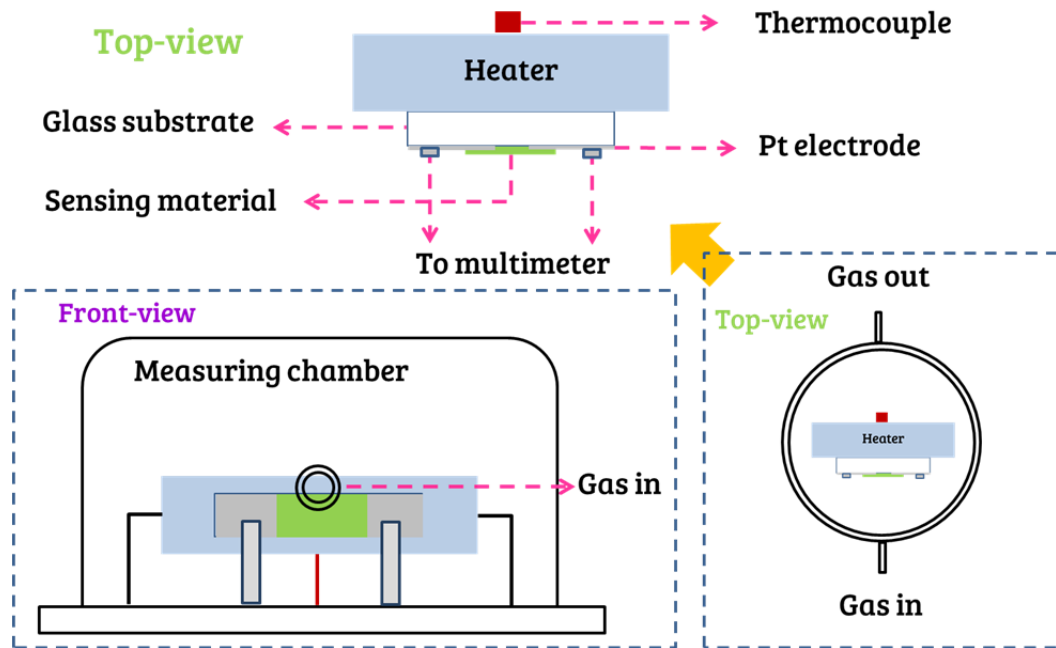 Top-view
Thermocouple
Heater
Glass substrate
Pt electrode
Sensing material
To multimeter
Front-view
Measuring chamber
Gas in
Gas out
Top-view
Heater
Gas in